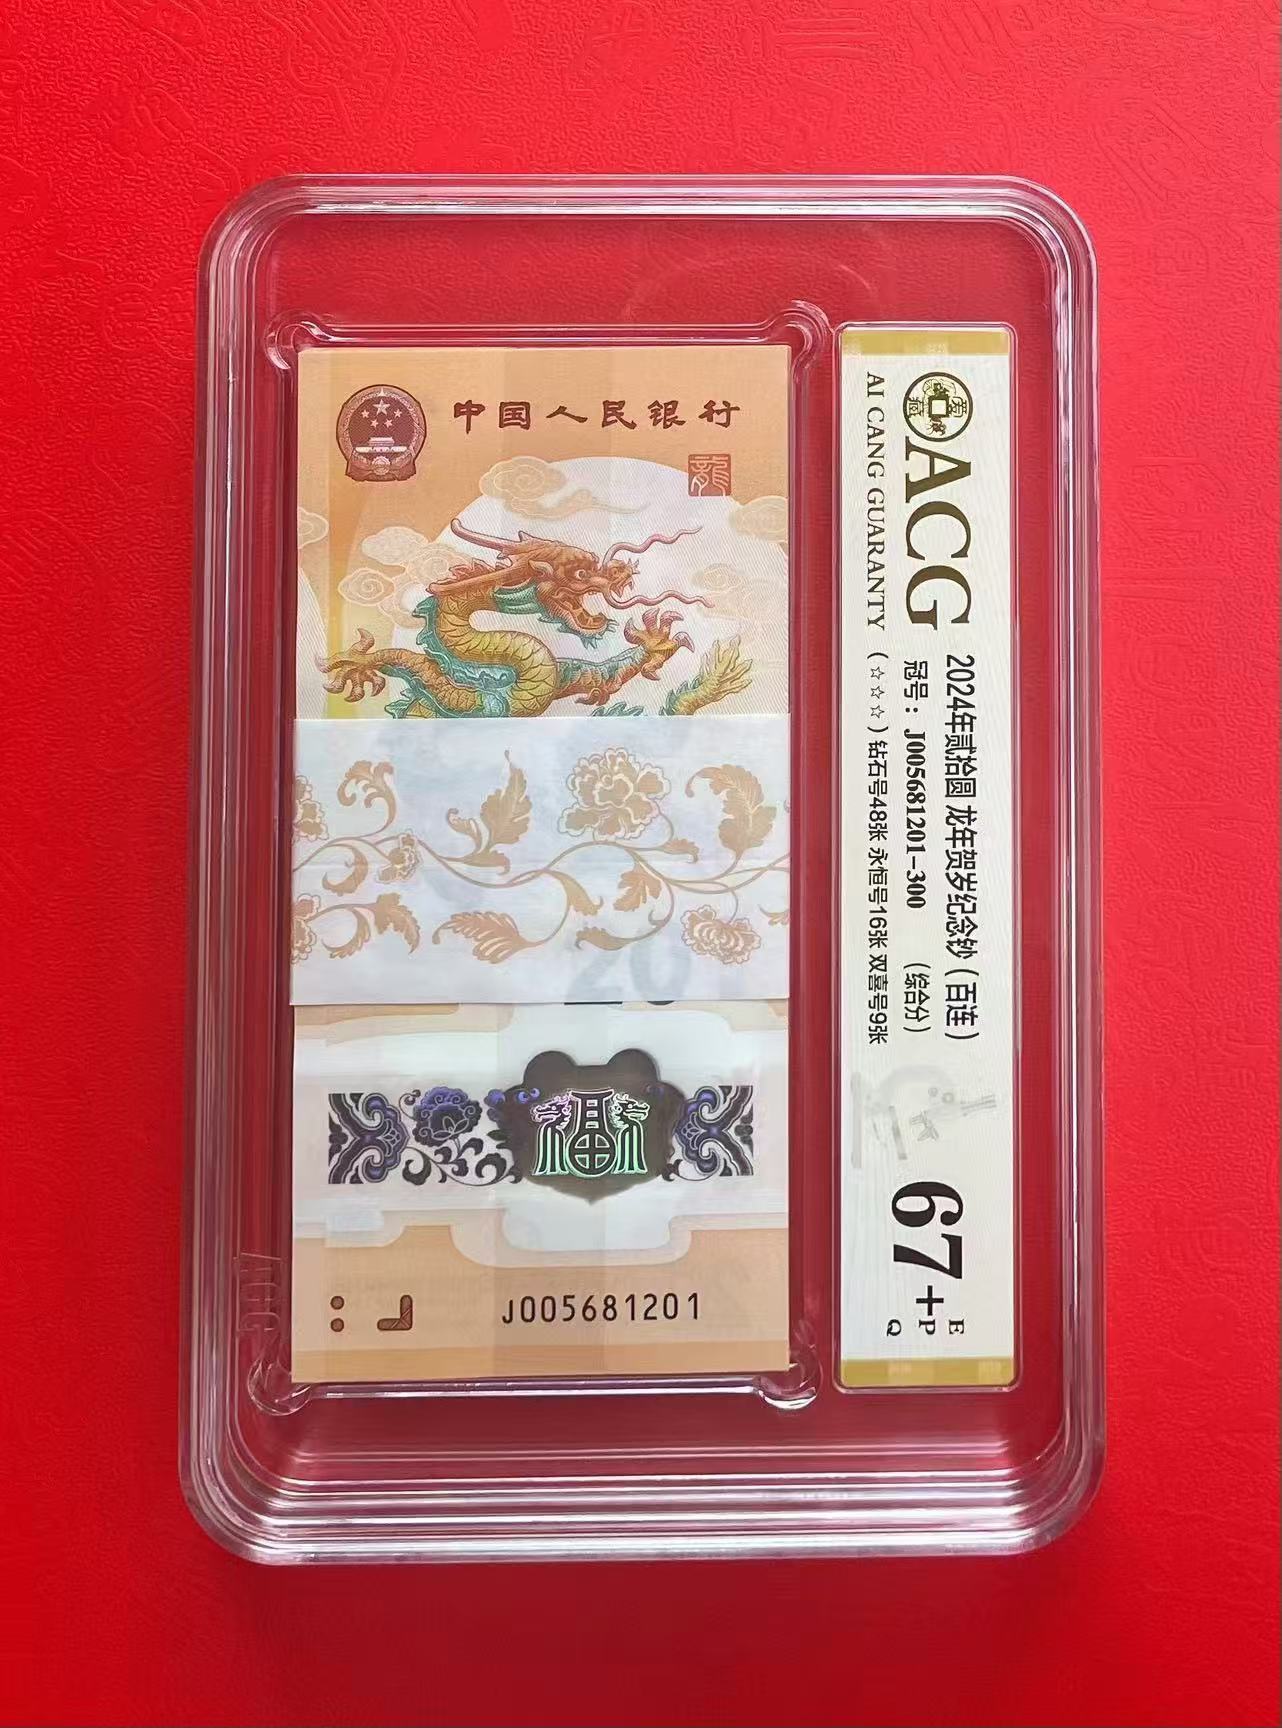 中国人民银行
龍
20
J005681201
ACG
AI CANG GUARANTY
2024年贰拾圆 龙年贺岁纪念钞（百连）
冠号：J005681201-300 （综合分）
（☆☆☆）钻石号48张 永恒号16张 双喜号9张
67+
E
P
Q